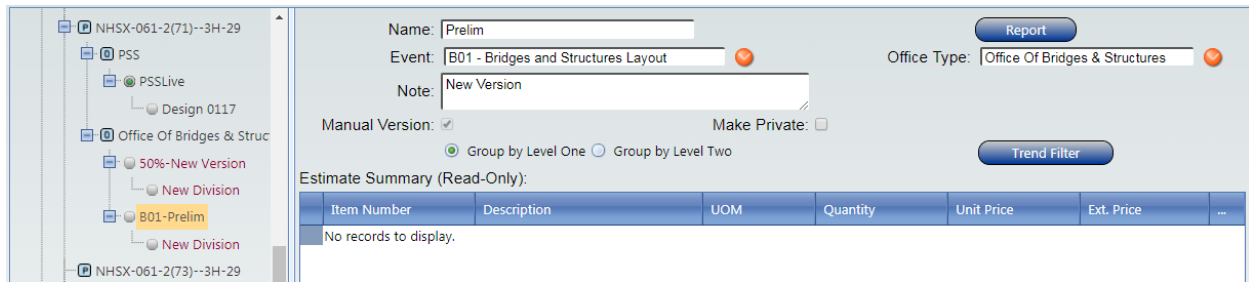 NHSX-061-2(71)--3H-29
PSS
PSSLive
Design 0117
Office Of Bridges & Struc
50%-New Version
New Division
B01-Prelim
New Division
NHSX-061-2(73)--3H-29
Name: Prelim
Report
Event: B01 - Bridges and Structures Layout
Office Type: Office Of Bridges & Structures
Note: New Version
Manual Version:
Make Private:
Group by Level One Group by Level Two
Trend Filter
Estimate Summary (Read-Only):
Item Number Description UOM Quantity Unit Price Ext. Price ...
No records to display.